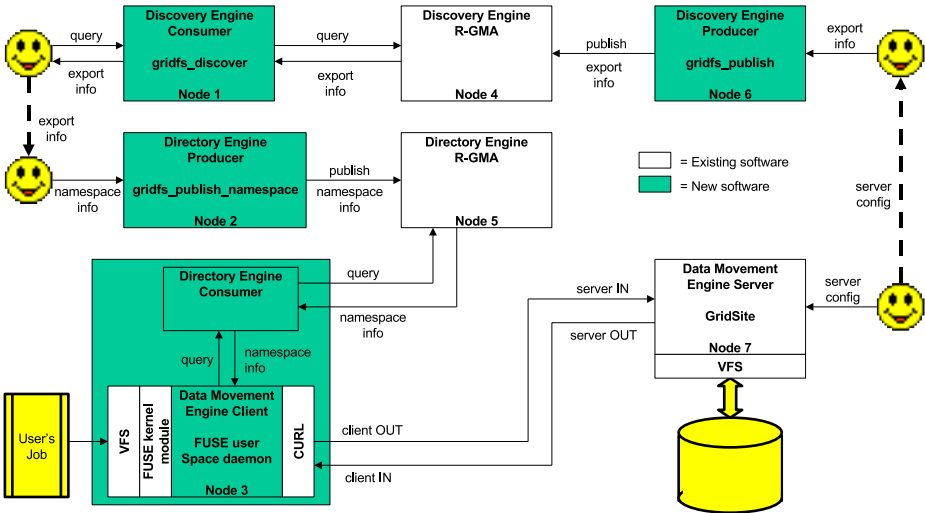 Discovery Engine
Consumer
gridfs_discover
Node 1
query
export
info
query
export
info
Discovery Engine
R-GMA
Node 4
publish
export
info
Discovery Engine
Producer
gridfs_publish
Node 6
export
info
export
info
Directory Engine
Producer
gridfs_publish_namespace
Node 2
namespace
info
publish
namespace
info
Directory Engine
R-GMA
Node 5
= Existing software
= New software
server
config
Directory Engine
Consumer
query
namespace
info
query
namespace
info
Data Movement
Engine Server
GridSite
Node 7
VFS
server IN
server OUT
server
config
User's
Job
VFS
FUSE kernel
module
Data Movement
Engine Client
FUSE user
Space daemon
Node 3
CURL
client OUT
client IN